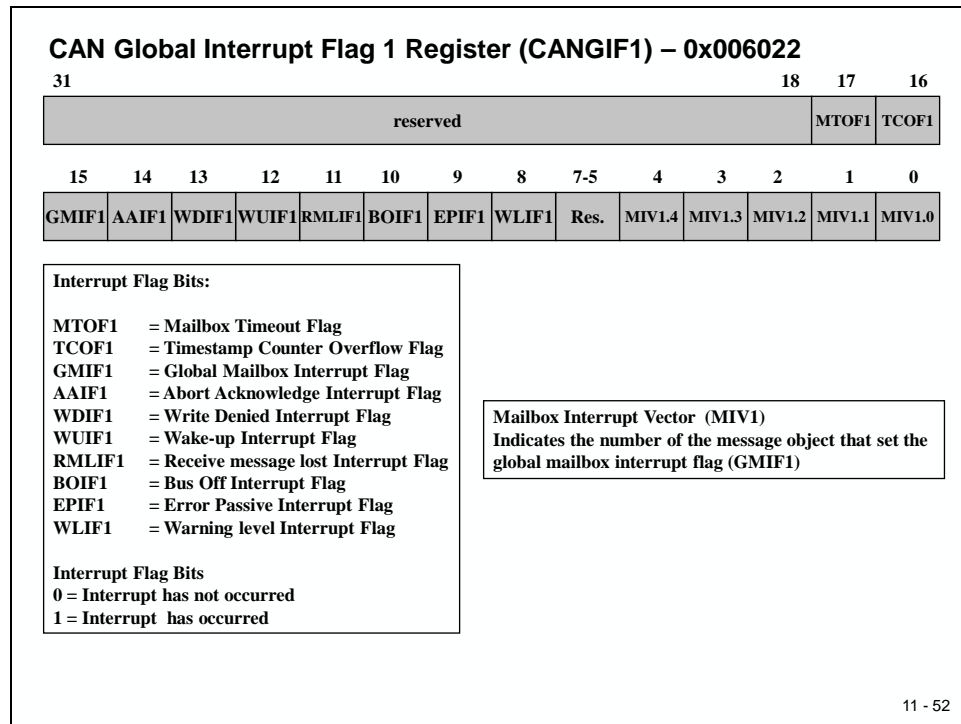 CAN Global Interrupt Flag 1 Register (CANGIF1) – 0x006022
31 18 17 16
reserved MTOF1 TCOF1
15 14 13 12 11 10 9 8 7-5 4 3 2 1 0
GMIF1 AAIF1 WDIF1 WUIF1 RMLIF1 BOIF1 EPIF1 WLIF1 Res. MIV1.4 MIV1.3 MIV1.2 MIV1.1 MIV1.0
Interrupt Flag Bits:
MTOF1 = Mailbox Timeout Flag
TCOF1 = Timestamp Counter Overflow Flag
GMIF1 = Global Mailbox Interrupt Flag
AAIF1 = Abort Acknowledge Interrupt Flag
WDIF1 = Write Denied Interrupt Flag
WUIF1 = Wake-up Interrupt Flag
RMLIF1 = Receive message lost Interrupt Flag
BOIF1 = Bus Off Interrupt Flag
EPIF1 = Error Passive Interrupt Flag
WLIF1 = Warning level Interrupt Flag
Interrupt Flag Bits
0 = Interrupt has not occurred
1 = Interrupt has occurred
Mailbox Interrupt Vector (MIV1)
Indicates the number of the message object that set the
global mailbox interrupt flag (GMIF1)
11 - 52